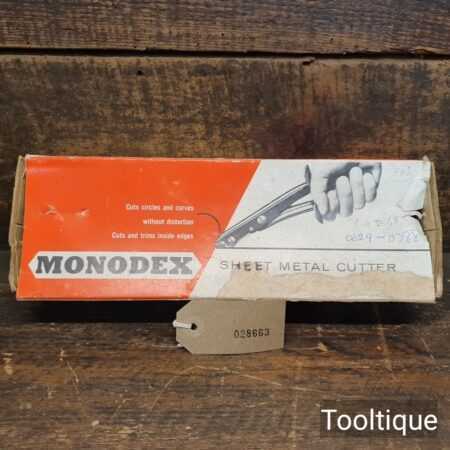 Cuts circles and curves
without distortion
Cuts and trims inside edges
MONODEX
SHEET METAL CUTTER
028663
Tooltique